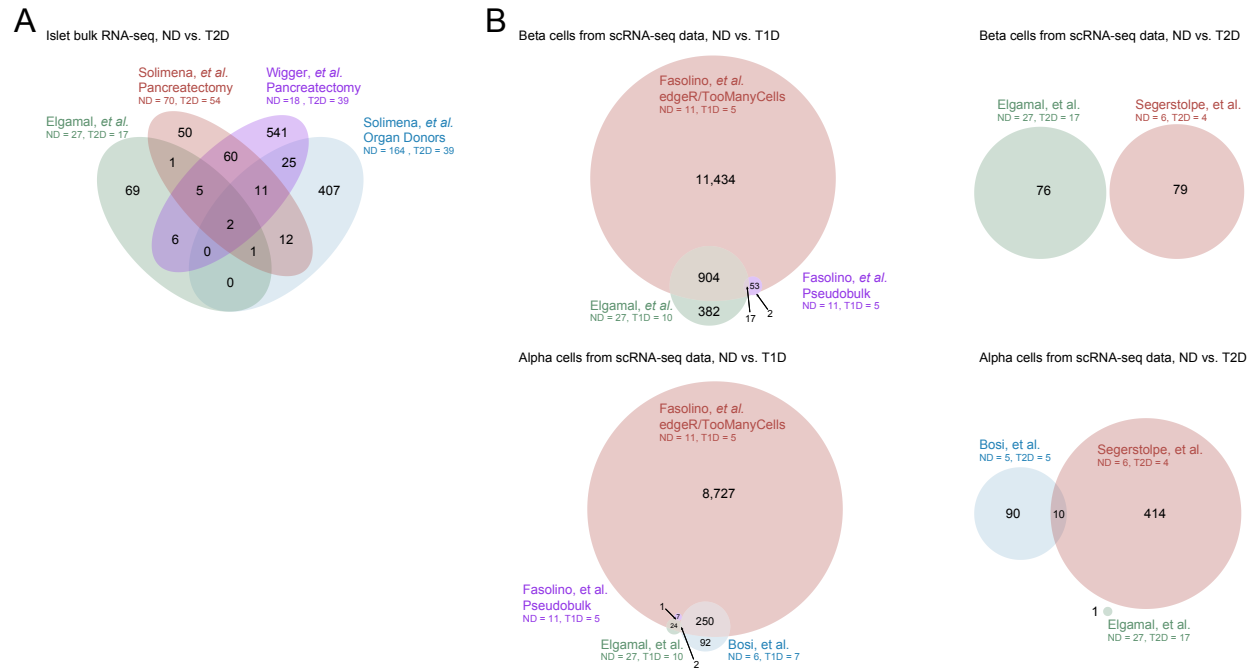 A
Islet bulk RNA-seq, ND vs. T2D
Solimena, et al.
Pancreatectomy
ND = 70, T2D = 54
Wigger, et al.
Pancreatectomy
ND =18 , T2D = 39
Elgamal, et al.
ND = 27, T2D = 17
Solimena, et al.
Organ Donors
ND = 164 , T2D = 39
50
541
1
60
25
69
5
11
407
2
6
0
1
12
0
B
Beta cells from scRNA-seq data, ND vs. T1D
Fasolino, et al.
edgeR/TooManyCells
ND = 11, T1D = 5
11,434
904
53
Fasolino, et al.
Pseudobulk
ND = 11, T1D = 5
Elgamal, et al.
ND = 27, T1D = 10
382
17
2
Beta cells from scRNA-seq data, ND vs. T2D
Elgamal, et al.
ND = 27, T2D = 17
Segerstolpe, et al.
ND = 6, T2D = 4
76
79
Alpha cells from scRNA-seq data, ND vs. T1D
Fasolino, et al.
edgeR/TooManyCells
ND = 11, T1D = 5
8,727
Fasolino, et al.
Pseudobulk
ND = 11, T1D = 5
1
7
24
250
92
2
Elgamal, et al.
ND = 27, T1D = 10
Bosi, et al.
ND = 6, T1D = 7
Alpha cells from scRNA-seq data, ND vs. T2D
Bosi, et al.
ND = 5, T2D = 5
Segerstolpe, et al.
ND = 6, T2D = 4
90
10
414
1
Elgamal, et al.
ND = 27, T2D = 17